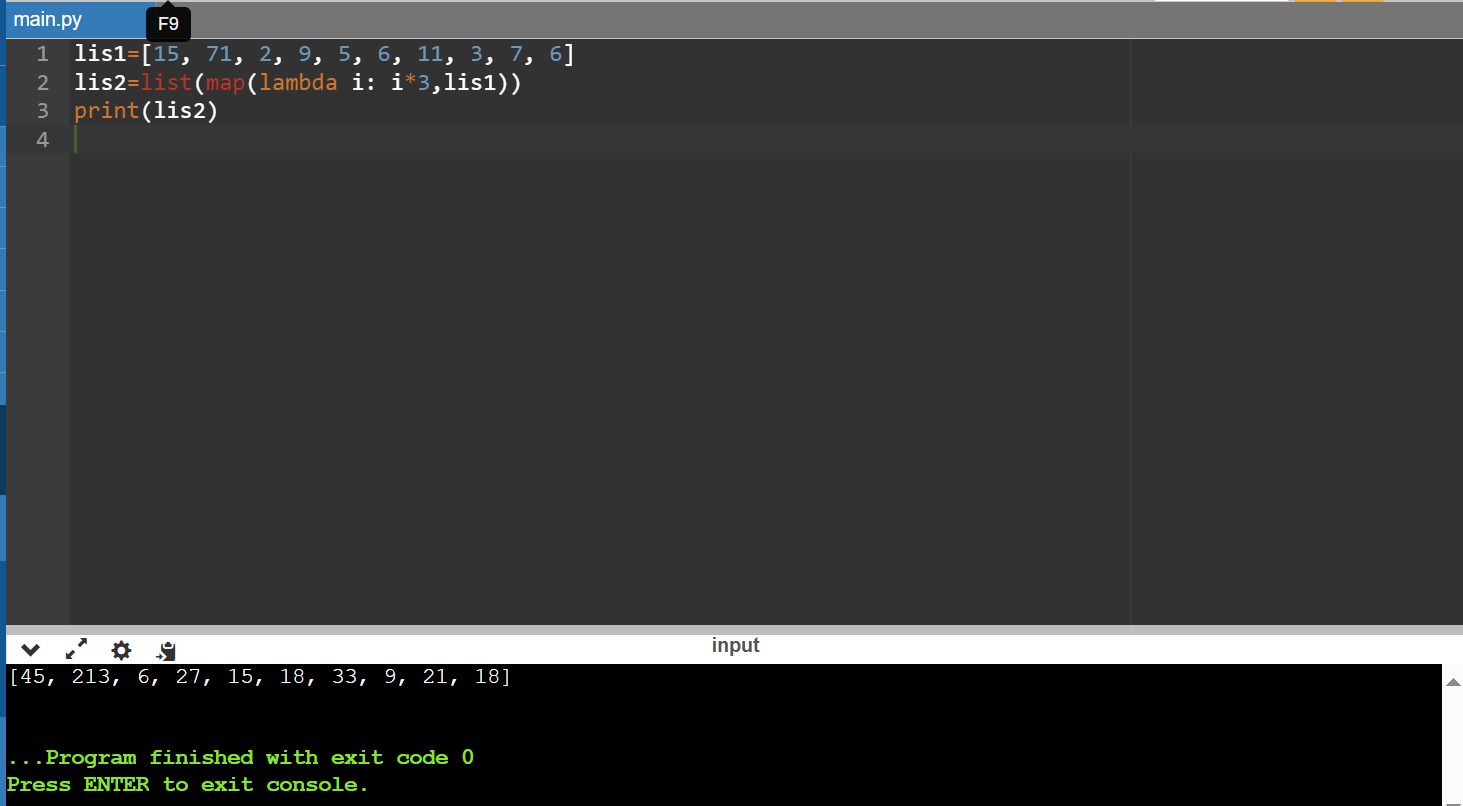 main.py
F9
1 lis1=[15, 71, 2, 9, 5, 6, 11, 3, 7, 6]
2 lis2=list(map(lambda i: i*3,lis1))
3 print(lis2)
4
input
[45, 213, 6, 27, 15, 18, 33, 9, 21, 18]
...Program finished with exit code 0
Press ENTER to exit console.